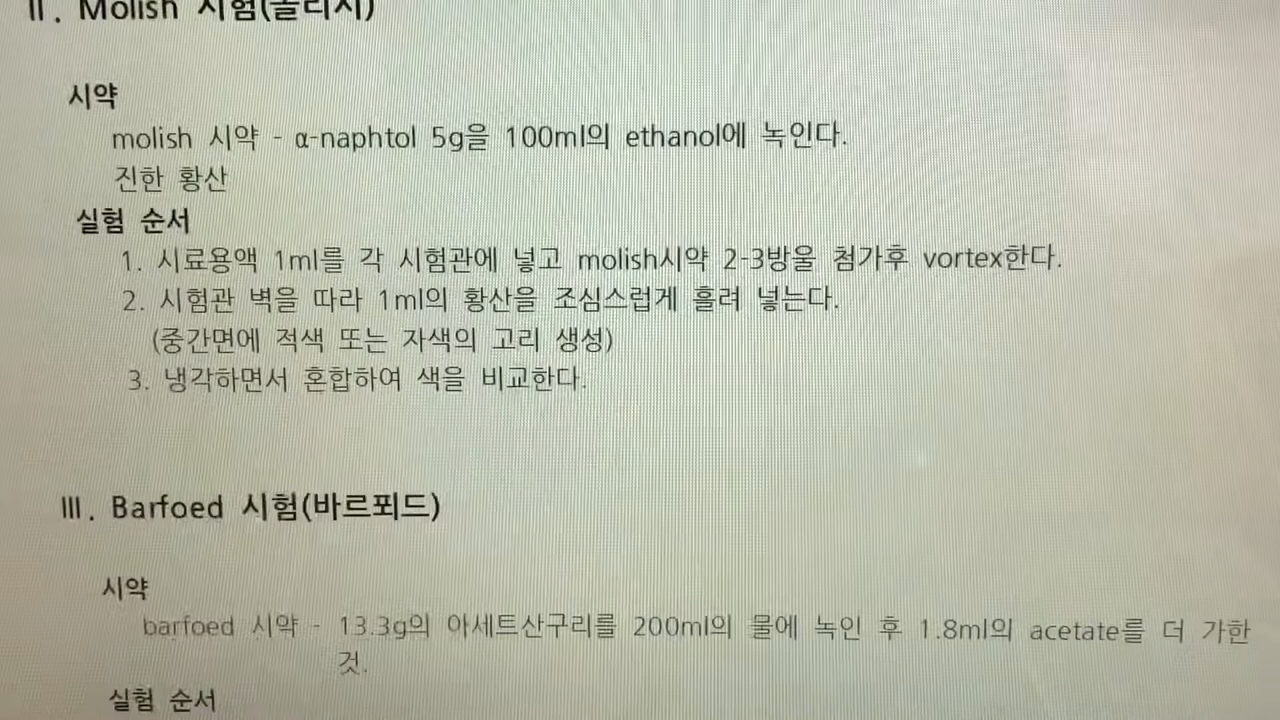 II. Molish 시험(몰리시)
시약
molish 시약 - α-naphtol 5g을 100ml의 ethanol에 녹인다.
진한 황산
실험 순서
1. 시료용액 1ml를 각 시험관에 넣고 molish시약 2-3방울 첨가후 vortex한다.
2. 시험관 벽을 따라 1ml의 황산을 조심스럽게 흘려 넣는다.
(중간면에 적색 또는 자색의 고리 생성)
3. 냉각하면서 혼합하여 색을 비교한다.
III. Barfoed 시험(바르푀드)
시약
barfoed 시약 - 13.3g의 아세트산구리를 200ml의 물에 녹인 후 1.8ml의 acetate를 더 가한
것.
실험 순서